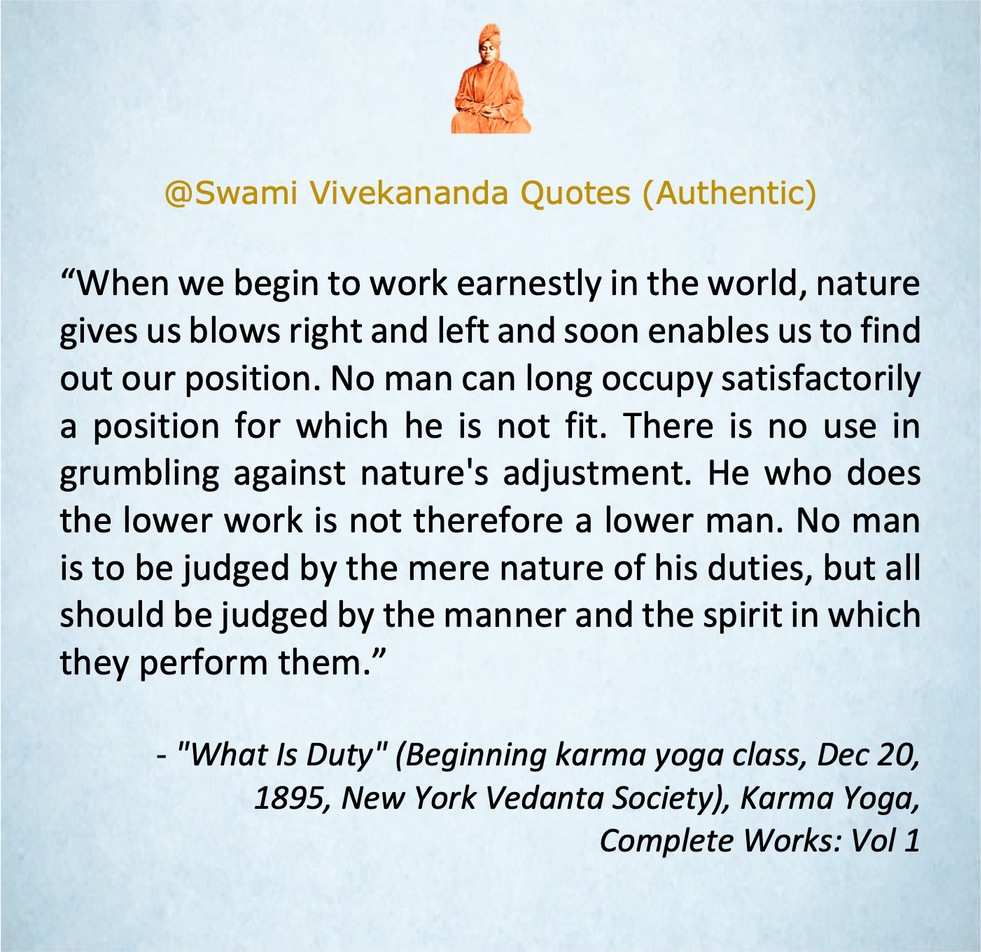 @Swami Vivekananda Quotes (Authentic)
“When we begin to work earnestly in the world, nature
gives us blows right and left and soon enables us to find
out our position. No man can long occupy satisfactorily
a position for which he is not fit. There is no use in
grumbling against nature's adjustment. He who does
the lower work is not therefore a lower man. No man
is to be judged by the mere nature of his duties, but all
should be judged by the manner and the spirit in which
they perform them.”
- "What Is Duty" (Beginning karma yoga class, Dec 20,
1895, New York Vedanta Society), Karma Yoga,
Complete Works: Vol 1